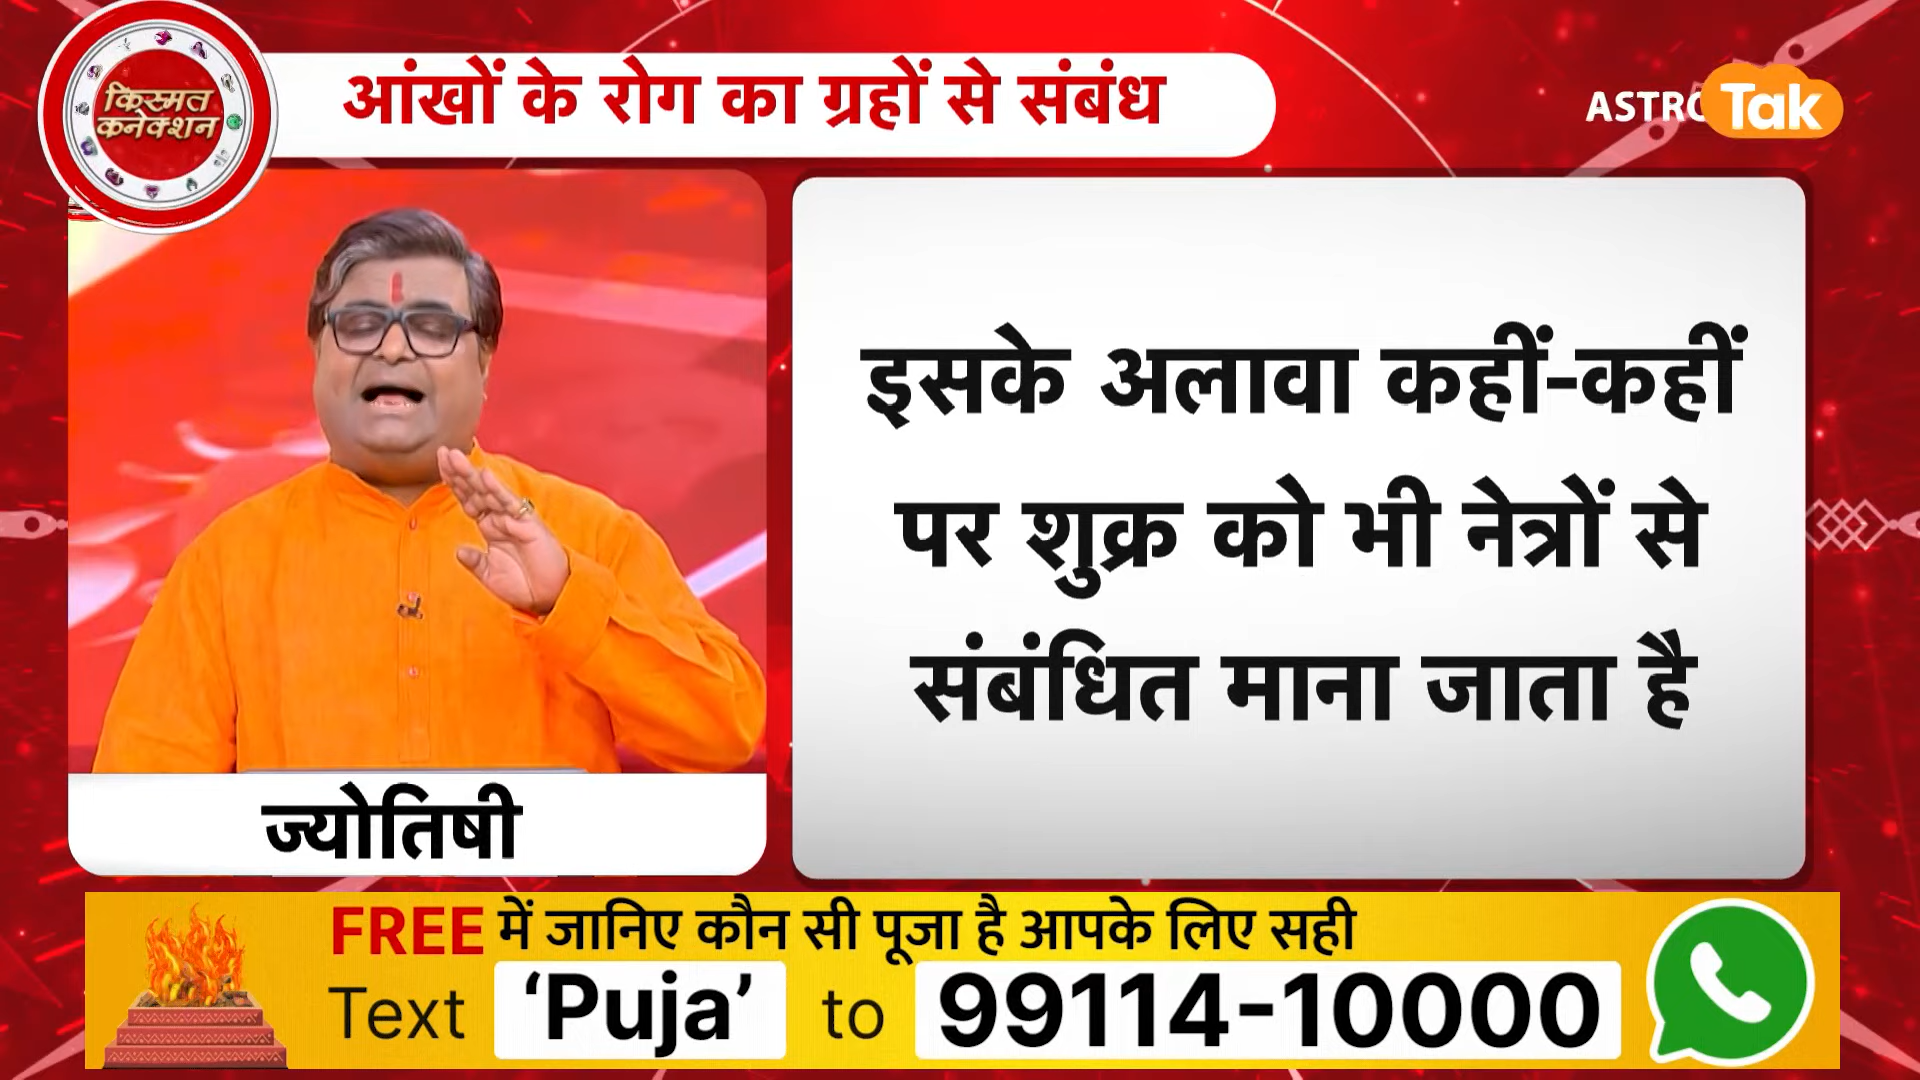 किस्मत
कनेक्शन
आंखों के रोग का ग्रहों से संबंध
ASTRO Tak
इसके अलावा कहीं-कहीं
पर शुक्र को भी नेत्रों से
संबंधित माना जाता है
ज्योतिषी
FREE में जानिए कौन सी पूजा है आपके लिए सही
Text ‘Puja’ to 99114-10000